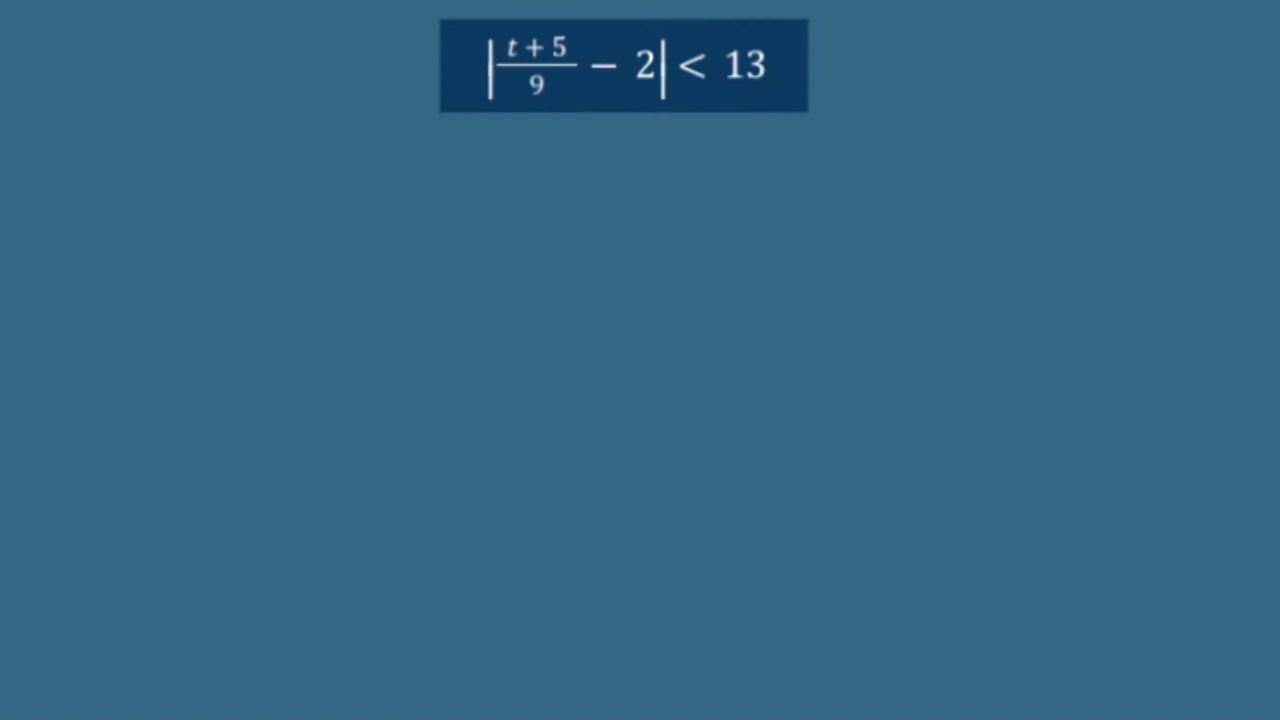 |t + 5 / 9 − 2| < 13